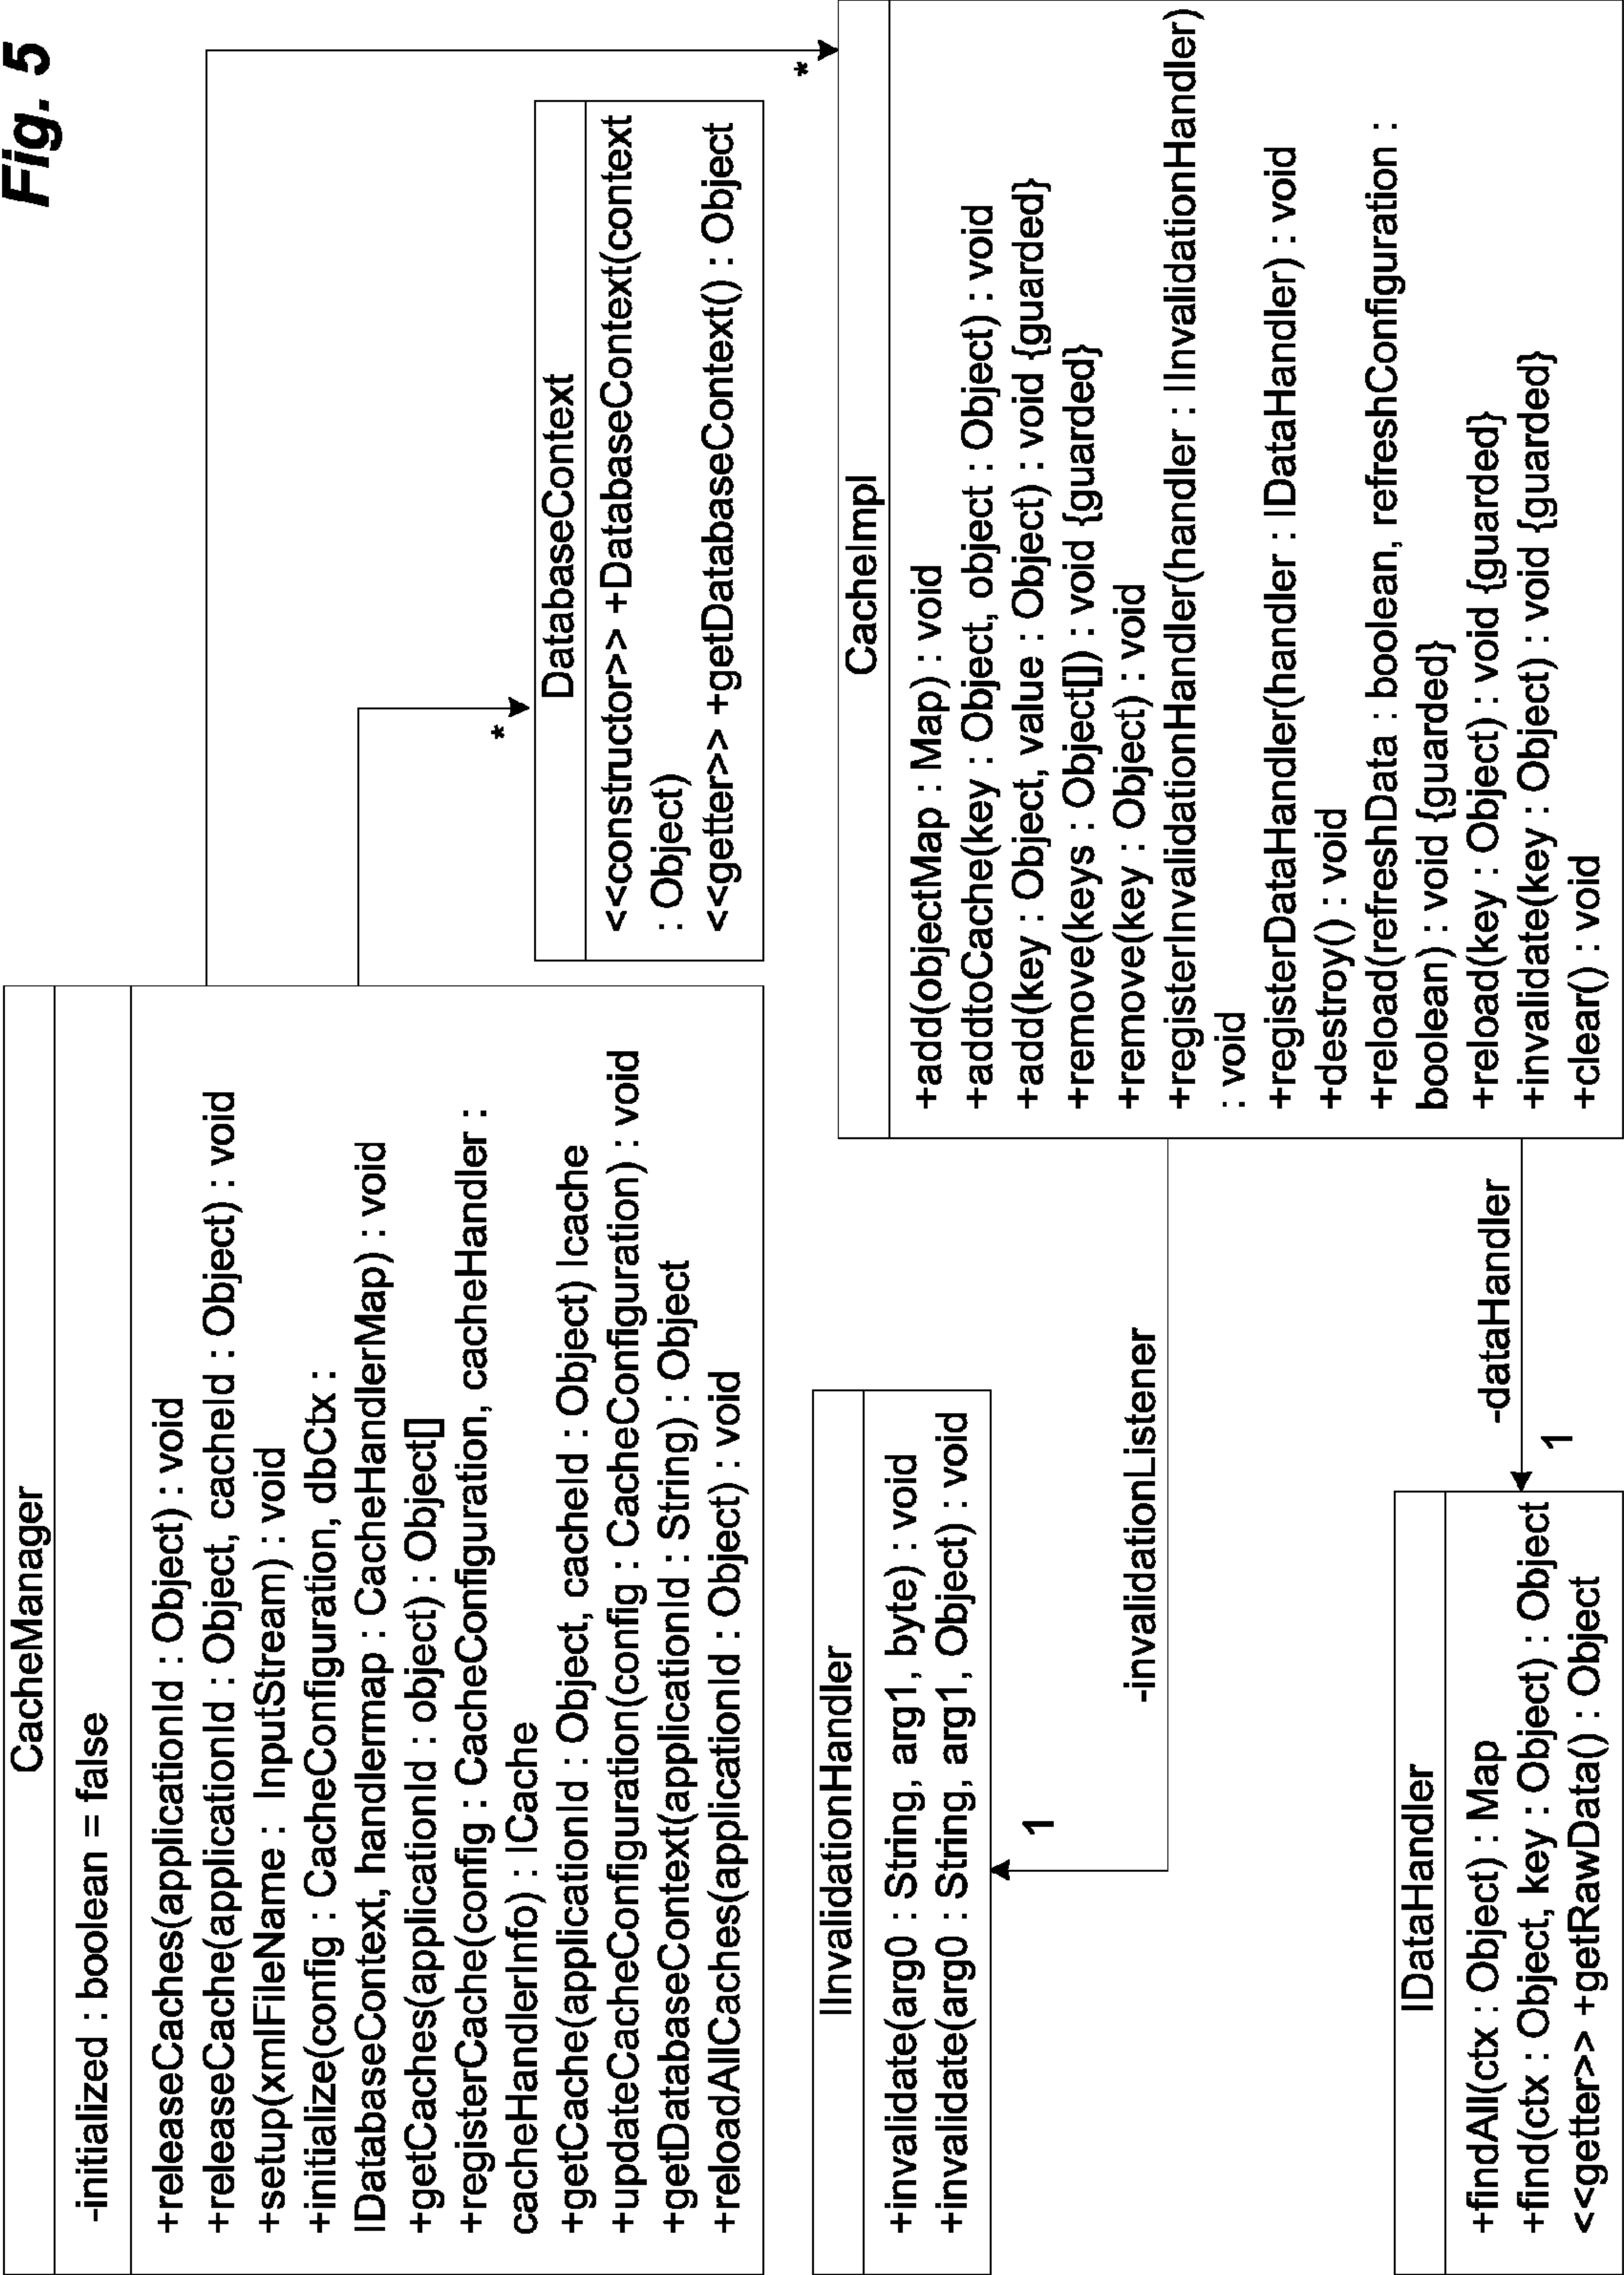 Fig. 5
CacheManager
-initialized : boolean = false
+releaseCaches(applicationId : Object) : void
+releaseCache(applicationId : Object, cacheId : Object) : void
+setup(xmlFileName : InputStream) : void
+initialize(config : CacheConfiguration, dbCtx :
IDatabaseContext, handlermap : CacheHandlerMap) : void
+getCaches(applicationId : object) : Object[]
+registerCache(config : CacheConfiguration, cacheHandler :
cacheHandlerInfo) : ICache
+getCache(applicationId : Object, cacheId : Object) Icache
+updateCacheConfiguration(config : CacheConfiguration) : void
+getDatabaseContext(applicationId : String) : Object
+reloadAllCaches(applicationId : Object) : void
*
DatabaseContext
<<constructor>> +DatabaseContext(context
: Object)
<<getter>> +getDatabaseContext() : Object
*
IInvalidationHandler
+invalidate(arg0 : String, arg1, byte) : void
+invalidate(arg0 : String, arg1, Object) : void
1
-invalidationListener
CacheImpl
+add(objectMap : Map) : void
+addtoCache(key : Object, object : Object) : void
+add(key : Object, value : Object) : void {guarded}
+remove(keys : Object[]) : void {guarded}
+remove(key : Object) : void
+registerInvalidationHandler(handler : IInvalidationHandler)
: void
+registerDataHandler(handler : IDataHandler) : void
+destroy() : void
+reload(refreshData : boolean, refreshConfiguration :
boolean) : void {guarded}
+reload(key : Object) : void {guarded}
+invalidate(key : Object) : void {guarded}
+clear() : void
-dataHandler
1
IDataHandler
+findAll(ctx : Object) : Map
+find(ctx : Object, key : Object) : Object
<<getter>> +getRawData() : Object